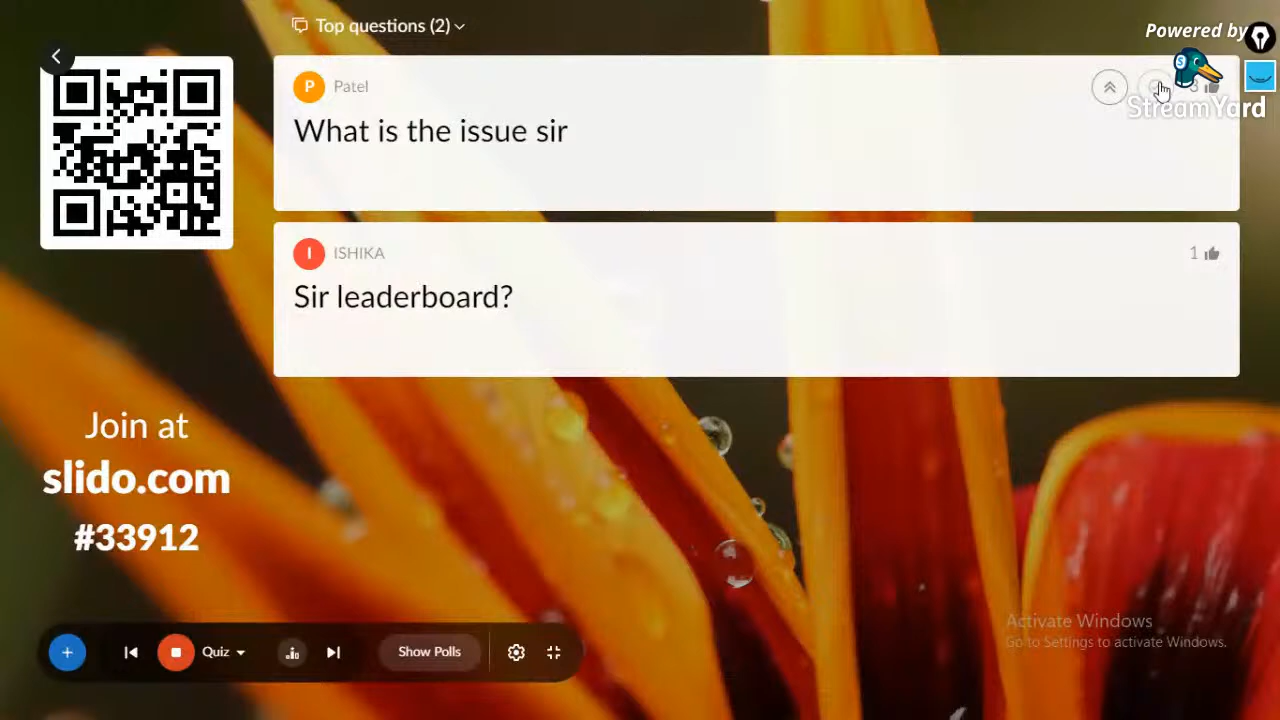 Top questions (2)
Powered by
P
Patel
3
StreamYard
What is the issue sir
I
ISHIKA
1
Sir leaderboard?
Join at
slido.com
#33912
Activate Windows
Go to Settings to activate Windows.
Quiz
Show Polls